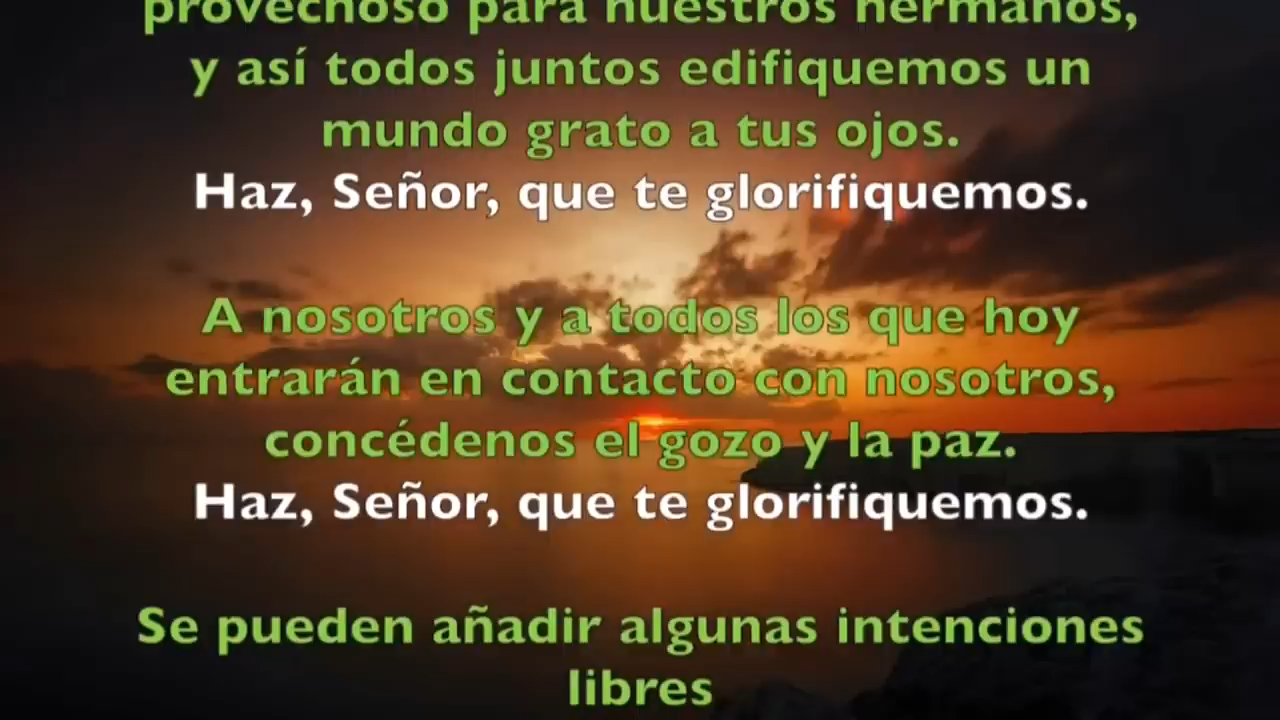 provechoso para nuestros hermanos,
y así todos juntos edifiquemos un
mundo grato a tus ojos.
Haz, Señor, que te glorifiquemos.
A nosotros y a todos los que hoy
entrarán en contacto con nosotros,
concédenos el gozo y la paz.
Haz, Señor, que te glorifiquemos.
Se pueden añadir algunas intenciones
libres